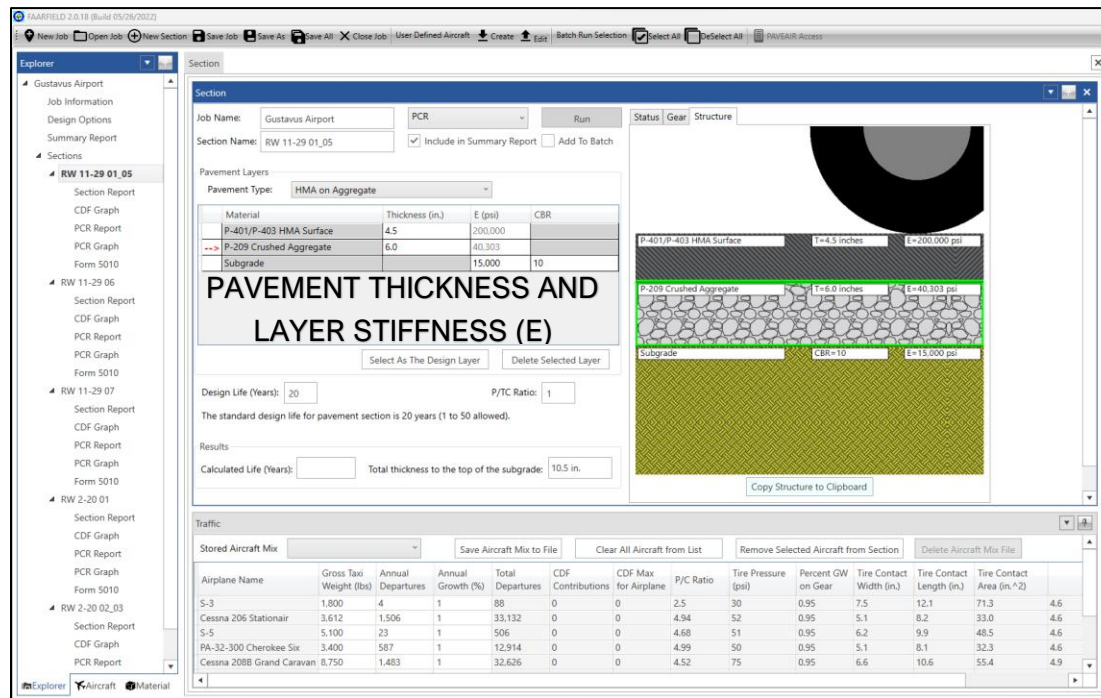 FAARFIELD 2.0.18 (Build 05/26/2022)
New Job Open Job New Section Save Job Save As Save All Close Job User Defined Aircraft Create Edit Batch Run Selection Select All DeSelect All PAVEAIR Access
Explorer
Gustavus Airport
Job Information
Design Options
Summary Report
Sections
RW 11-29 01_05
Section Report
CDF Graph
PCR Report
PCR Graph
Form 5010
RW 11-29 06
Section Report
CDF Graph
PCR Report
PCR Graph
Form 5010
RW 11-29 07
Section Report
CDF Graph
PCR Report
PCR Graph
Form 5010
RW 2-20 01
Section Report
CDF Graph
PCR Report
PCR Graph
Form 5010
RW 2-20 02_03
Section Report
CDF Graph
PCR Report
Explorer Aircraft Material
Section
Section
Job Name: Gustavus Airport PCR Run
Section Name: RW 11-29 01_05 Include in Summary Report Add To Batch
Pavement Layers
Pavement Type: HMA on Aggregate
Material Thickness (in.) E (psi) CBR
P-401/P-403 HMA Surface 4.5 200,000
--> P-209 Crushed Aggregate 6.0 40,303
Subgrade 15,000 10
PAVEMENT THICKNESS AND
LAYER STIFFNESS (E)
Select As The Design Layer Delete Selected Layer
Design Life (Years): 20 P/TC Ratio: 1
The standard design life for pavement section is 20 years (1 to 50 allowed).
Results
Calculated Life (Years): Total thickness to the top of the subgrade: 10.5 in.
Status Gear Structure
P-401/P-403 HMA Surface T=4.5 inches E=200,000 psi
P-209 Crushed Aggregate T=6.0 inches E=40,303 psi
Subgrade CBR=10 E=15,000 psi
Copy Structure to Clipboard
Traffic
Stored Aircraft Mix Save Aircraft Mix to File Clear All Aircraft from List Remove Selected Aircraft from Section Delete Aircraft Mix File
Airplane Name Gross Taxi Annual Annual Total CDF CDF Max P/C Ratio Tire Pressure Percent GW Tire Contact Tire Contact Tire Contact
Weight (lbs) Departures Growth (%) Departures Contributions for Airplane (psi) on Gear Width (in.) Length (in.) Area (in.^2)
S-3 1,800 4 1 88 0 0 2.5 30 0.95 7.5 12.1 71.3 4.6
Cessna 206 Stationair 3,612 1,506 1 33,132 0 0 4.94 52 0.95 5.1 8.2 33.0 4.6
S-5 5,100 23 1 506 0 0 4.68 51 0.95 6.2 9.9 48.5 4.6
PA-32-300 Cherokee Six 3,400 587 1 12,914 0 0 4.99 50 0.95 5.1 8.1 32.3 4.6
Cessna 208B Grand Caravan 8,750 1,483 1 32,626 0 0 4.52 75 0.95 6.6 10.6 55.4 4.9